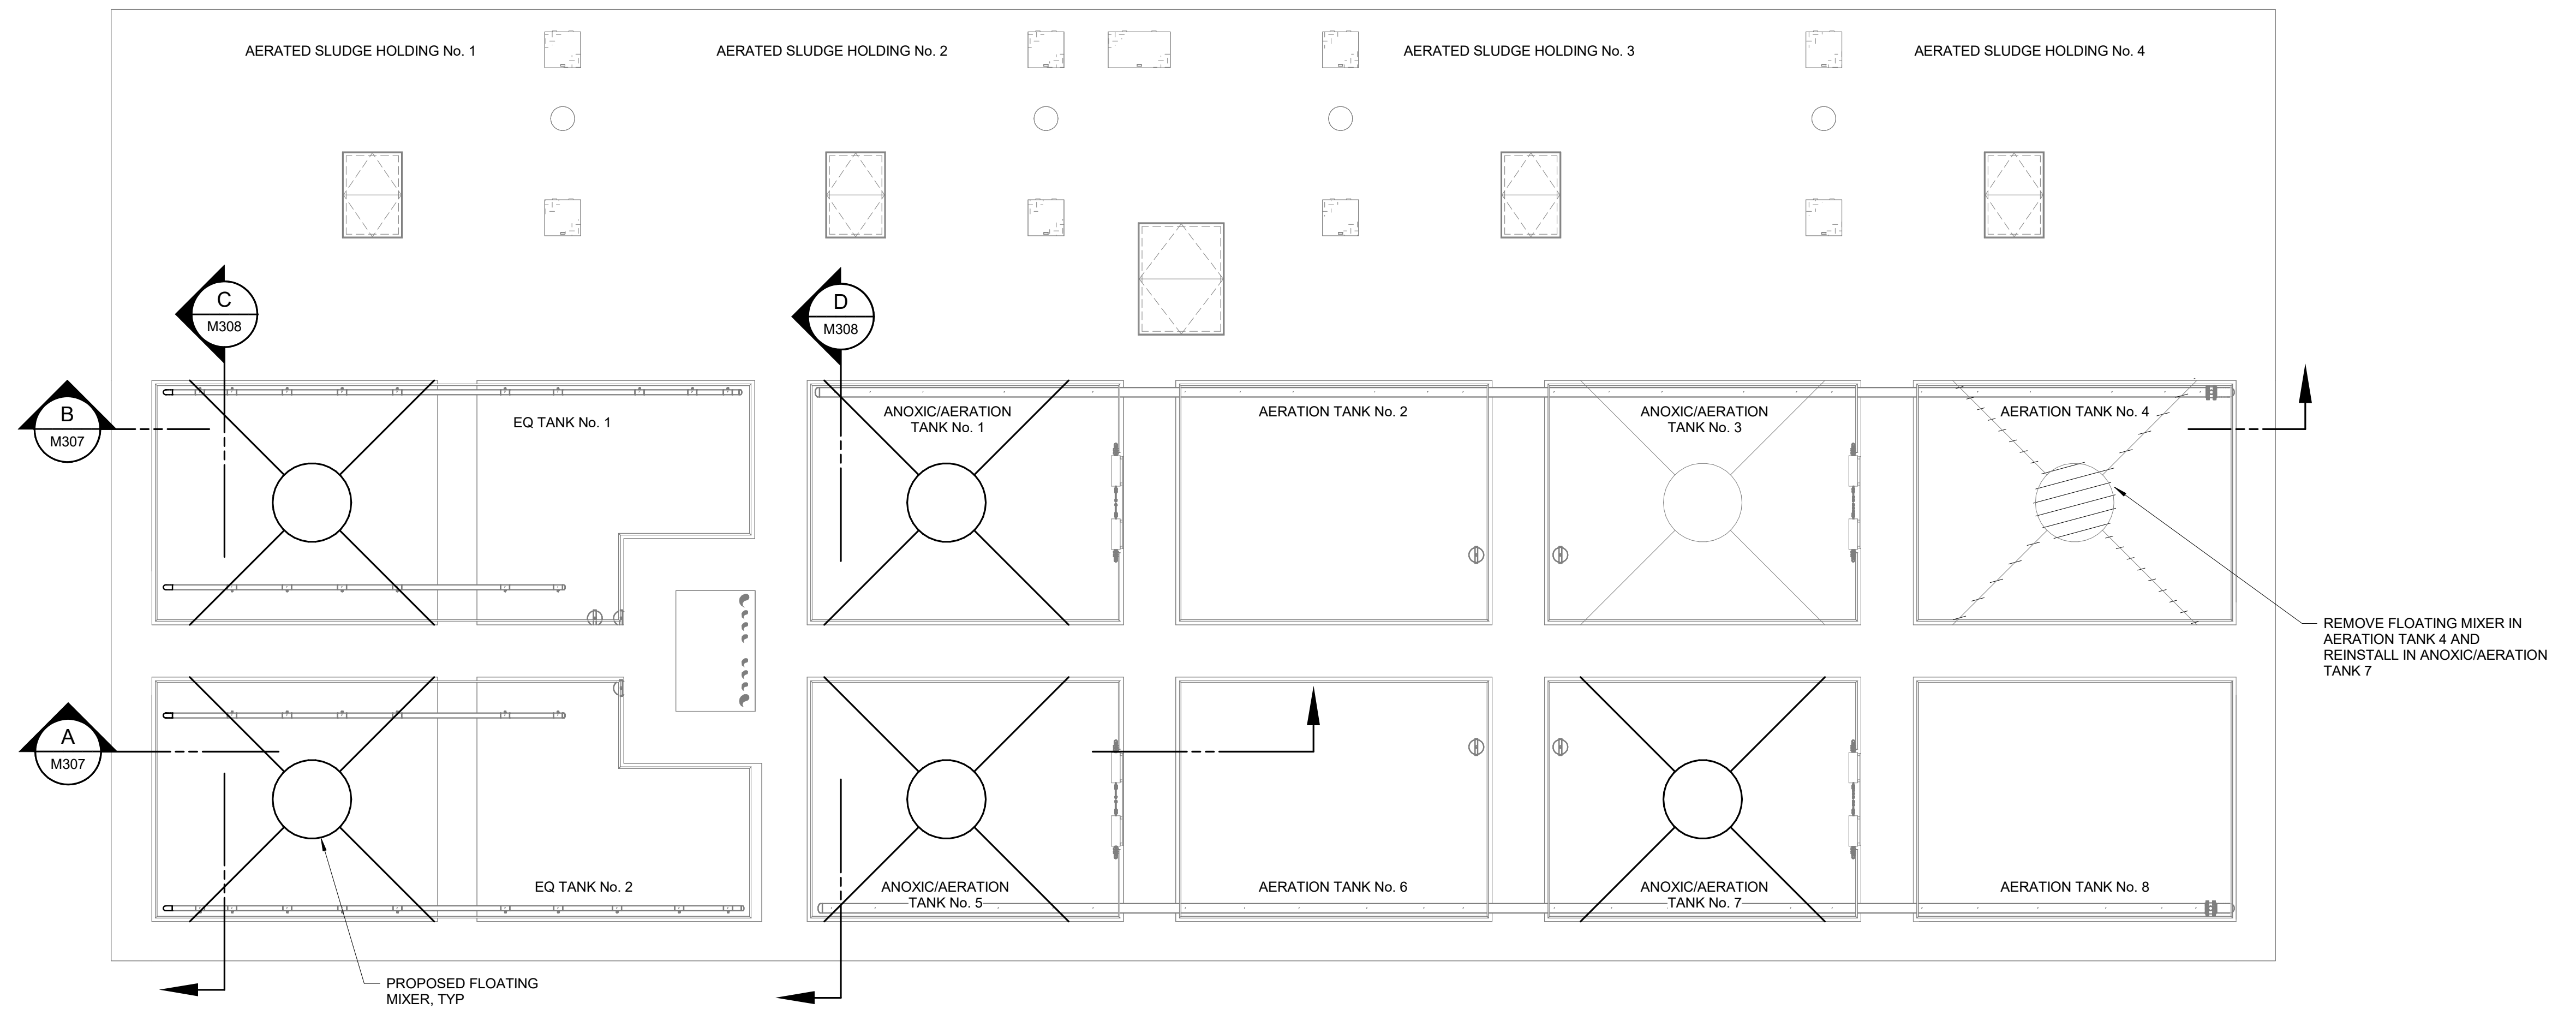 AERATED SLUDGE HOLDING No. 1
AERATED SLUDGE HOLDING No. 2
AERATED SLUDGE HOLDING No. 3
AERATED SLUDGE HOLDING No. 4
C
M308
D
M308
B
M307
EQ TANK No. 1
ANOXIC/AERATION
TANK No. 1
AERATION TANK No. 2
ANOXIC/AERATION
TANK No. 3
AERATION TANK No. 4
REMOVE FLOATING MIXER IN
AERATION TANK 4 AND
REINSTALL IN ANOXIC/AERATION
TANK 7
A
M307
EQ TANK No. 2
ANOXIC/AERATION
TANK No. 5
AERATION TANK No. 6
ANOXIC/AERATION
TANK No. 7
AERATION TANK No. 8
PROPOSED FLOATING
MIXER, TYP